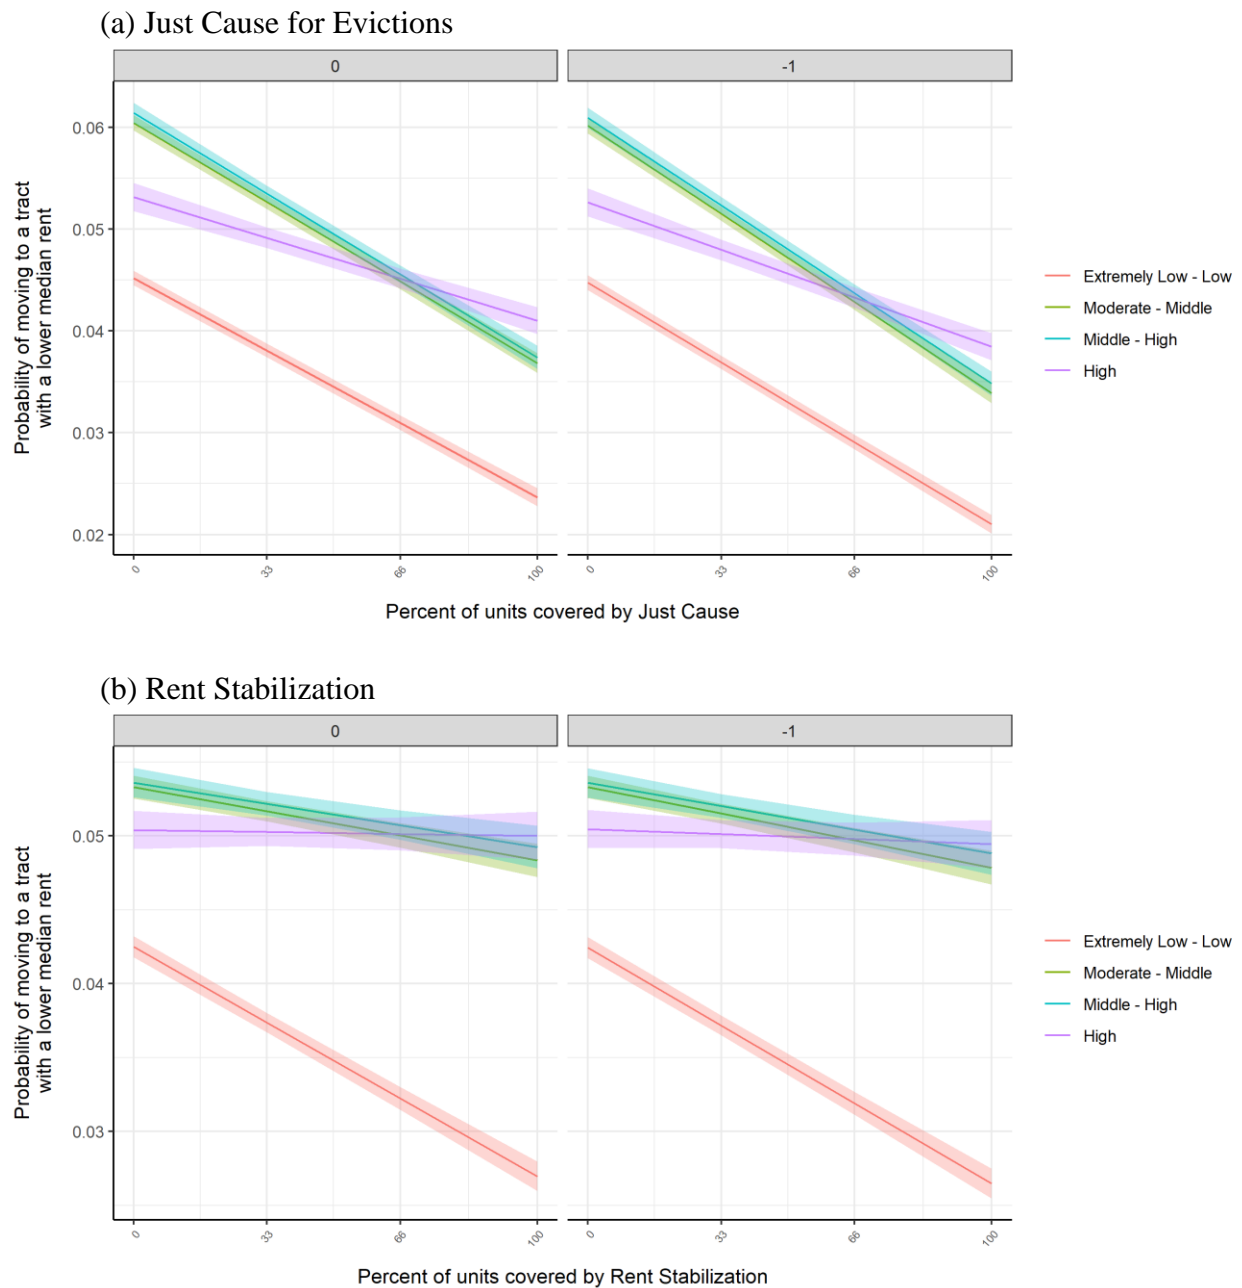 (a) Just Cause for Evictions
0
-1
Probability of moving to a tract
with a lower median rent
0.06
0.05
0.04
0.03
0.02
0
33
66
100
0
33
66
100
Percent of units covered by Just Cause
Extremely Low - Low
Moderate - Middle
Middle - High
High
(b) Rent Stabilization
0
-1
Probability of moving to a tract
with a lower median rent
0.05
0.04
0.03
0
33
66
100
0
33
66
100
Percent of units covered by Rent Stabilization
Extremely Low - Low
Moderate - Middle
Middle - High
High